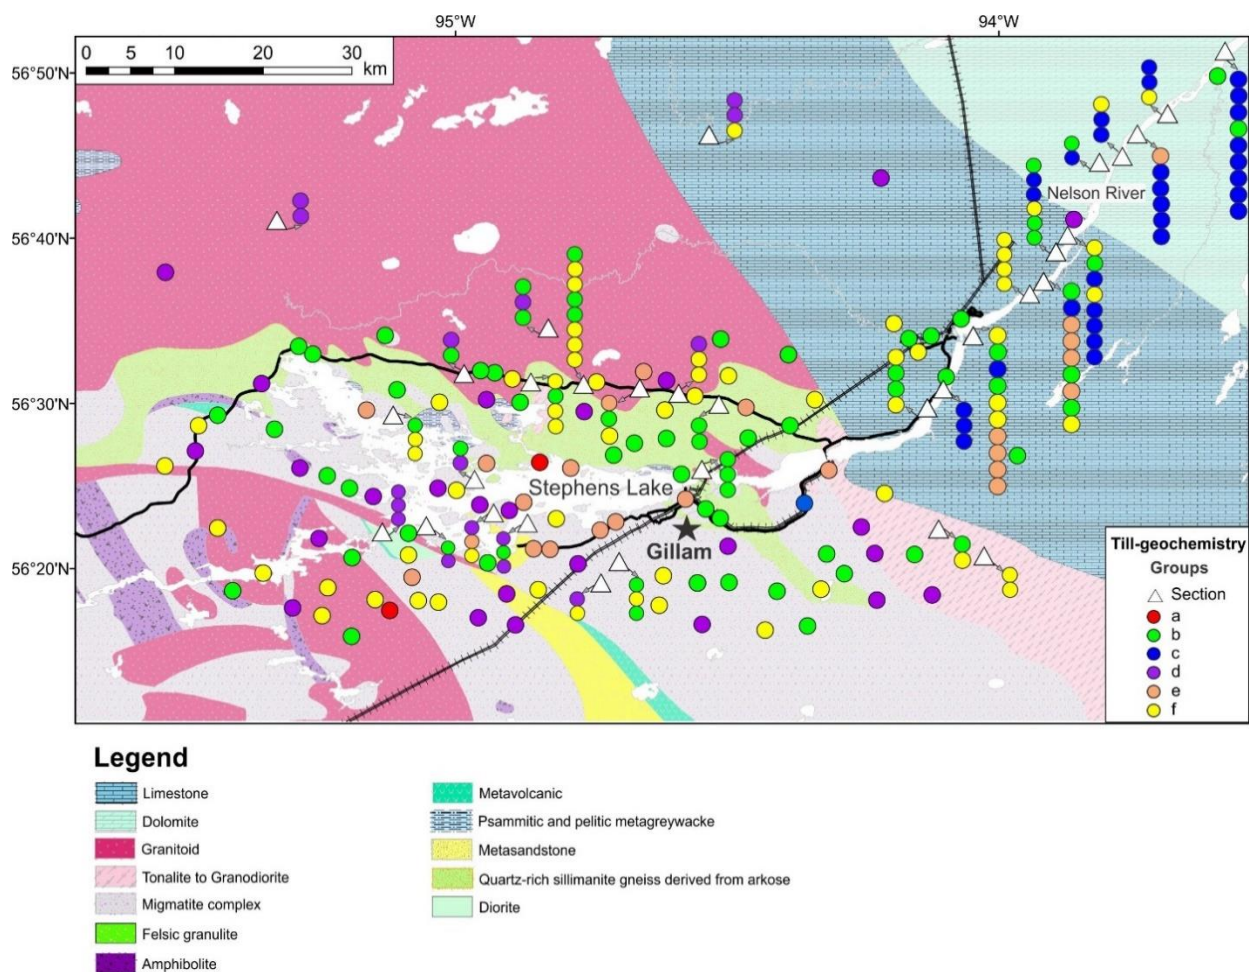 95°W 94°W
0 5 10 20 30
km
56°50'N
56°40'N
56°30'N
56°20'N
Nelson River
Stephens Lake
Gillam
Till-geochemistry
Groups
Section
a
b
c
d
e
f
Legend
Limestone
Dolomite
Granitoid
Tonalite to Granodiorite
Migmatite complex
Felsic granulite
Amphibolite
Metavolcanic
Psammitic and pelitic metagreywacke
Metasandstone
Quartz-rich sillimanite gneiss derived from arkose
Diorite